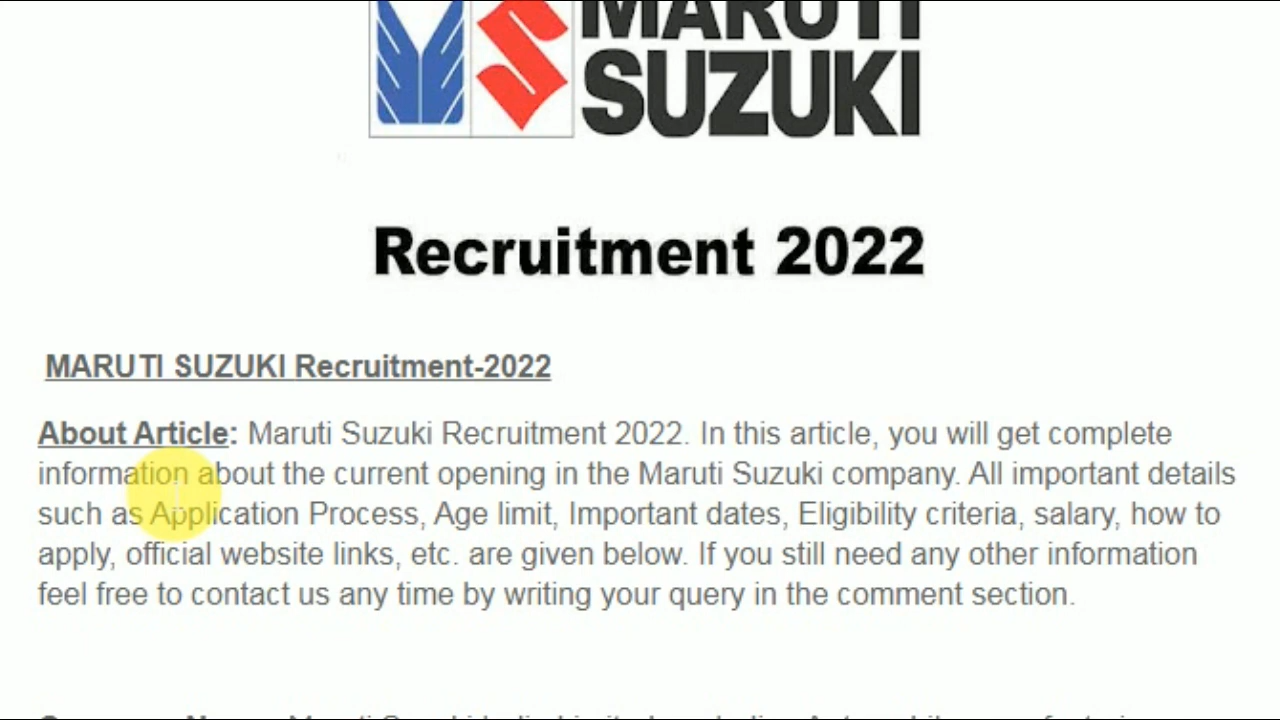 MARUTI
SUZUKI
Recruitment 2022
MARUTI SUZUKI Recruitment-2022
About Article: Maruti Suzuki Recruitment 2022. In this article, you will get complete
information about the current opening in the Maruti Suzuki company. All important details
such as Application Process, Age limit, Important dates, Eligibility criteria, salary, how to
apply, official website links, etc. are given below. If you still need any other information
feel free to contact us any time by writing your query in the comment section.